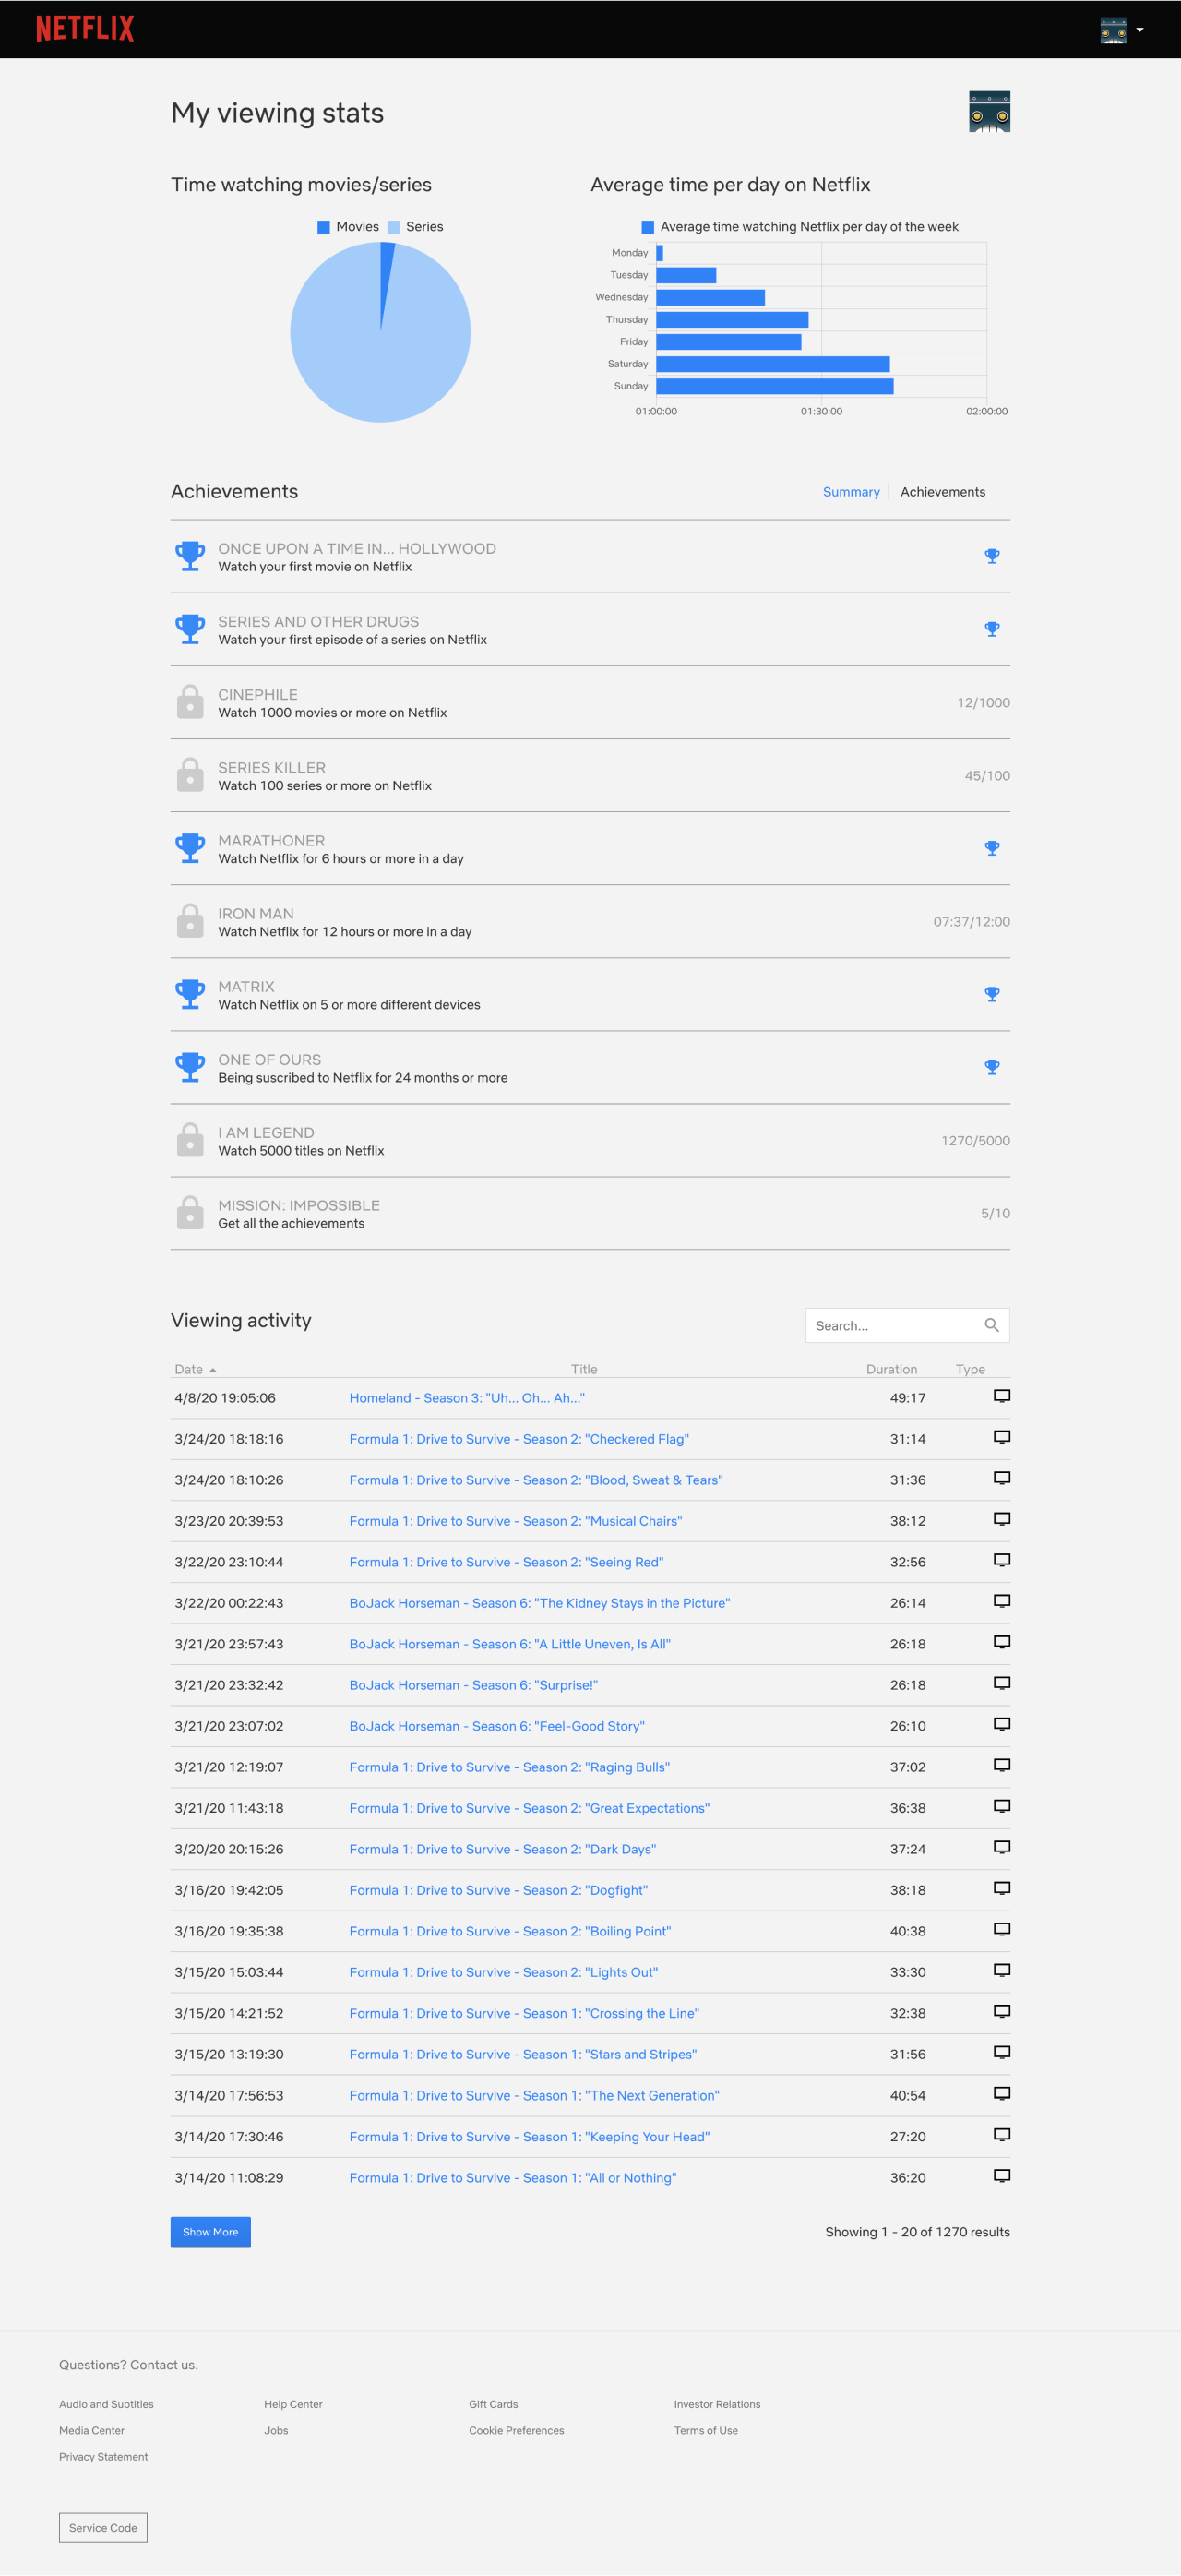 NETFLIX
My viewing stats
Time watching movies/series
Average time per day on Netflix
Movies Series
Average time watching Netflix per day of the week
Monday
Tuesday
Wednesday
Thursday
Friday
Saturday
Sunday
01:00:00 01:30:00 02:00:00
Achievements
Summary Achievements
ONCE UPON A TIME IN... HOLLYWOOD
Watch your first movie on Netflix
SERIES AND OTHER DRUGS
Watch your first episode of a series on Netflix
CINEPHILE
Watch 1000 movies or more on Netflix
12/1000
SERIES KILLER
Watch 100 series or more on Netflix
45/100
MARATHONER
Watch Netflix for 6 hours or more in a day
IRON MAN
Watch Netflix for 12 hours or more in a day
07:37/12:00
MATRIX
Watch Netflix on 5 or more different devices
ONE OF OURS
Being suscribed to Netflix for 24 months or more
I AM LEGEND
Watch 5000 titles on Netflix
1270/5000
MISSION: IMPOSSIBLE
Get all the achievements
5/10
Viewing activity
Search...
Date Title Duration Type
4/8/20 19:05:06 Homeland - Season 3: "Uh... Oh... Ah..." 49:17
3/24/20 18:18:16 Formula 1: Drive to Survive - Season 2: "Checkered Flag" 31:14
3/24/20 18:10:26 Formula 1: Drive to Survive - Season 2: "Blood, Sweat & Tears" 31:36
3/23/20 20:39:53 Formula 1: Drive to Survive - Season 2: "Musical Chairs" 38:12
3/22/20 23:10:44 Formula 1: Drive to Survive - Season 2: "Seeing Red" 32:56
3/22/20 00:22:43 BoJack Horseman - Season 6: "The Kidney Stays in the Picture" 26:14
3/21/20 23:57:43 BoJack Horseman - Season 6: "A Little Uneven, Is All" 26:18
3/21/20 23:32:42 BoJack Horseman - Season 6: "Surprise!" 26:18
3/21/20 23:07:02 BoJack Horseman - Season 6: "Feel-Good Story" 26:10
3/21/20 12:19:07 Formula 1: Drive to Survive - Season 2: "Raging Bulls" 37:02
3/21/20 11:43:18 Formula 1: Drive to Survive - Season 2: "Great Expectations" 36:38
3/20/20 20:15:26 Formula 1: Drive to Survive - Season 2: "Dark Days" 37:24
3/16/20 19:42:05 Formula 1: Drive to Survive - Season 2: "Dogfight" 38:18
3/16/20 19:35:38 Formula 1: Drive to Survive - Season 2: "Boiling Point" 40:38
3/15/20 15:03:44 Formula 1: Drive to Survive - Season 2: "Lights Out" 33:30
3/15/20 14:21:52 Formula 1: Drive to Survive - Season 1: "Crossing the Line" 32:38
3/15/20 13:19:30 Formula 1: Drive to Survive - Season 1: "Stars and Stripes" 31:56
3/14/20 17:56:53 Formula 1: Drive to Survive - Season 1: "The Next Generation" 40:54
3/14/20 17:30:46 Formula 1: Drive to Survive - Season 1: "Keeping Your Head" 27:20
3/14/20 11:08:29 Formula 1: Drive to Survive - Season 1: "All or Nothing" 36:20
Show More
Showing 1 - 20 of 1270 results
Questions? Contact us.
Audio and Subtitles Help Center Gift Cards Investor Relations
Media Center Jobs Cookie Preferences Terms of Use
Privacy Statement
Service Code